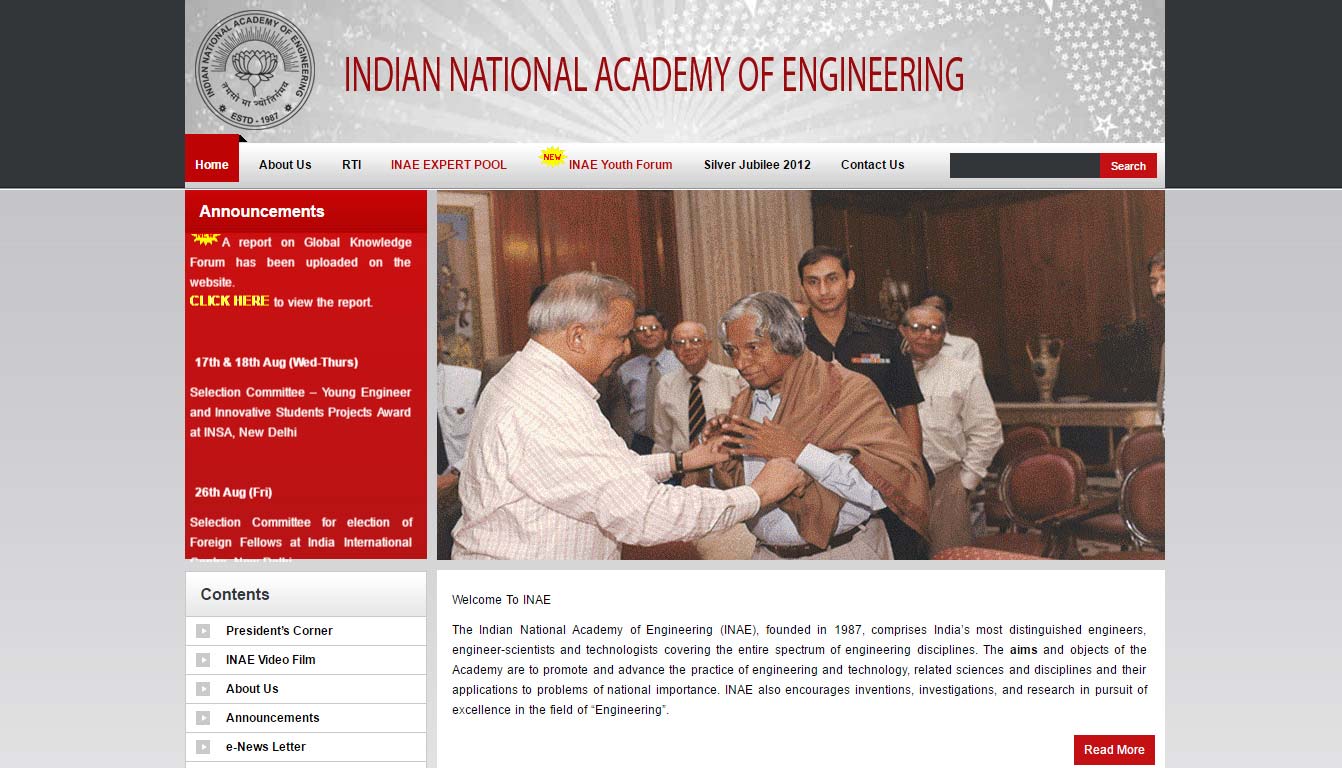 INDIAN NATIONAL ACADEMY OF ENGINEERING
तमसो मा ज्योतिर्गमय
ESTD - 1987
INDIAN NATIONAL ACADEMY OF ENGINEERING
Home
About Us
RTI
INAE EXPERT POOL
NEW
INAE Youth Forum
Silver Jubilee 2012
Contact Us
Search
Announcements
NEW A report on Global Knowledge
Forum has been uploaded on the
website.
CLICK HERE to view the report.
17th & 18th Aug (Wed-Thurs)
Selection Committee – Young Engineer
and Innovative Students Projects Award
at INSA, New Delhi
26th Aug (Fri)
Selection Committee for election of
Foreign Fellows at India International
Contents
President's Corner
INAE Video Film
About Us
Announcements
e-News Letter
Welcome To INAE
The Indian National Academy of Engineering (INAE), founded in 1987, comprises India's most distinguished engineers,
engineer-scientists and technologists covering the entire spectrum of engineering disciplines. The aims and objects of the
Academy are to promote and advance the practice of engineering and technology, related sciences and disciplines and their
applications to problems of national importance. INAE also encourages inventions, investigations, and research in pursuit of
excellence in the field of “Engineering”.
Read More